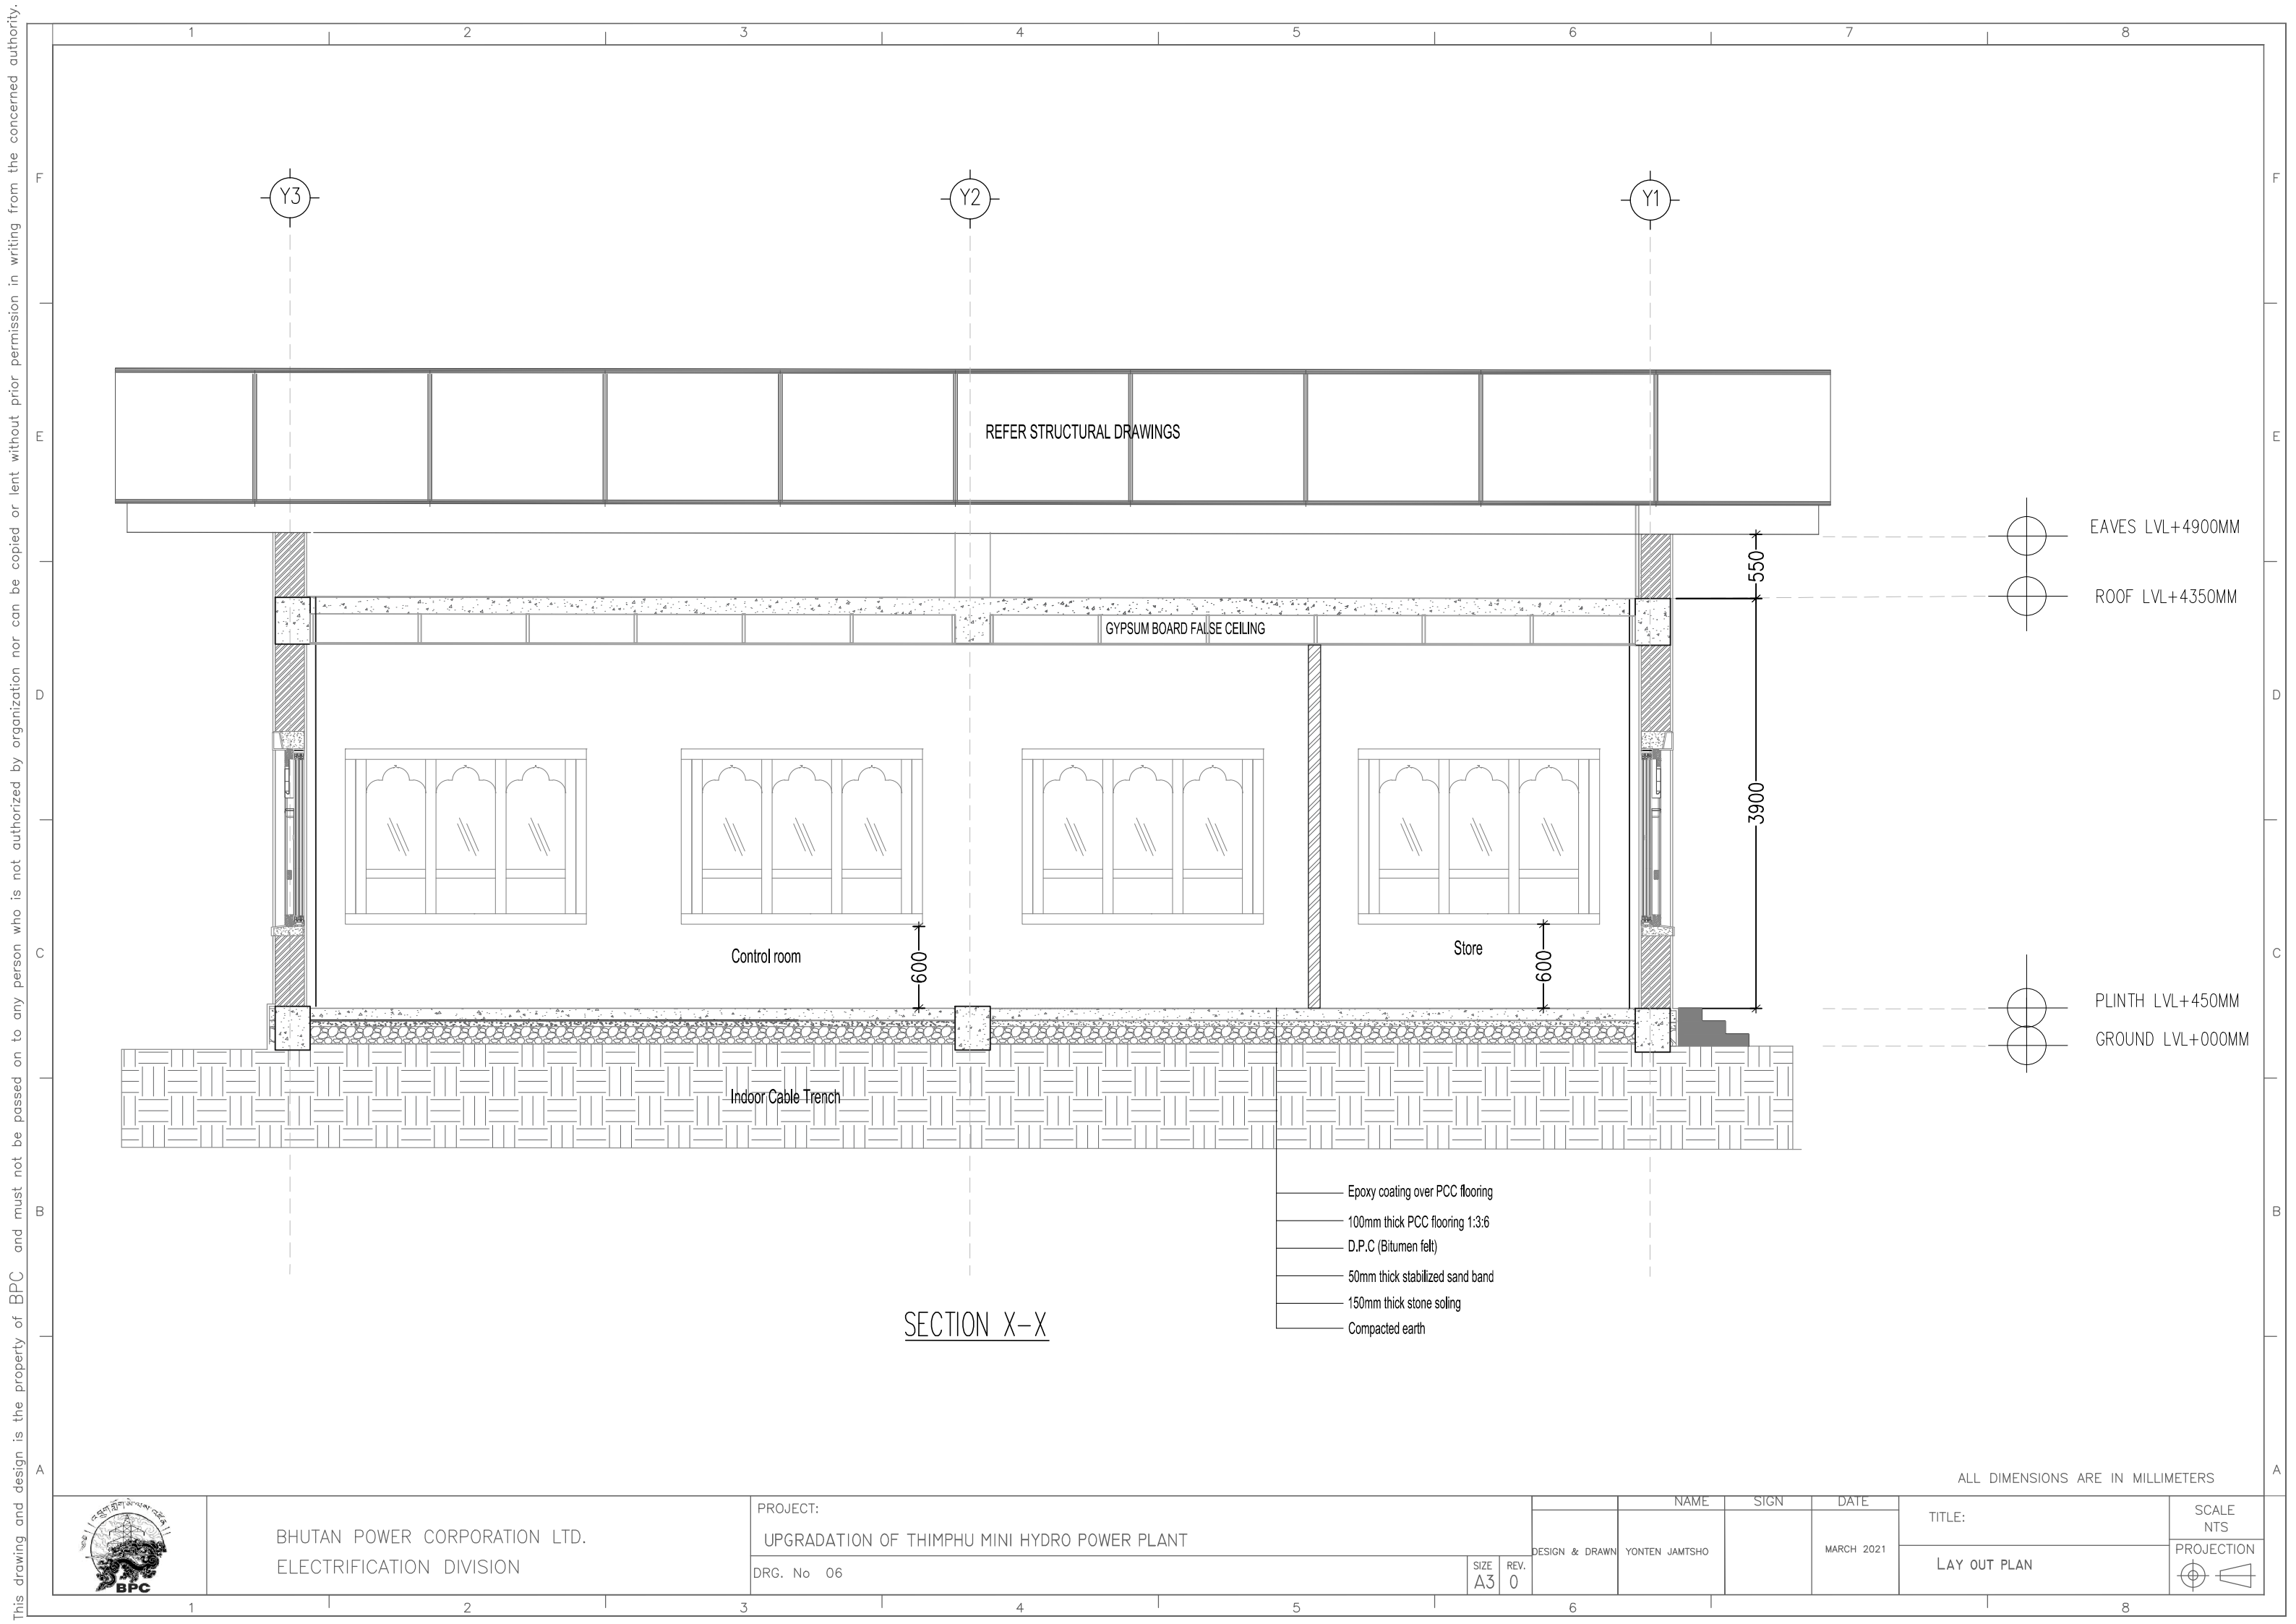 This drawing and design is the property of BPC and must not be passed on to any person who is not authorized by organization nor can be copied or lent without prior permission in writing from the concerned authority.
1 2 3 4 5 6 7 8
F F
Y3 Y2 Y1
E E
REFER STRUCTURAL DRAWINGS
EAVES LVL+4900MM
550
ROOF LVL+4350MM
GYPSUM BOARD FALSE CEILING
D D
3900
C C
Control room
600
Store
600
PLINTH LVL+450MM
GROUND LVL+000MM
Indoor Cable Trench
B B
Epoxy coating over PCC flooring
100mm thick PCC flooring 1:3:6
D.P.C (Bitumen felt)
50mm thick stabilized sand band
150mm thick stone soling
Compacted earth
SECTION X-X
A A
ALL DIMENSIONS ARE IN MILLIMETERS
BPC
BHUTAN POWER CORPORATION LTD.
ELECTRIFICATION DIVISION
PROJECT:
UPGRADATION OF THIMPHU MINI HYDRO POWER PLANT
DRG. No 06
SIZE
A3
REV.
0
NAME SIGN DATE
DESIGN & DRAWN YONTEN JAMTSHO MARCH 2021
TITLE:
LAY OUT PLAN
SCALE
NTS
PROJECTION
1 2 3 4 5 6 8